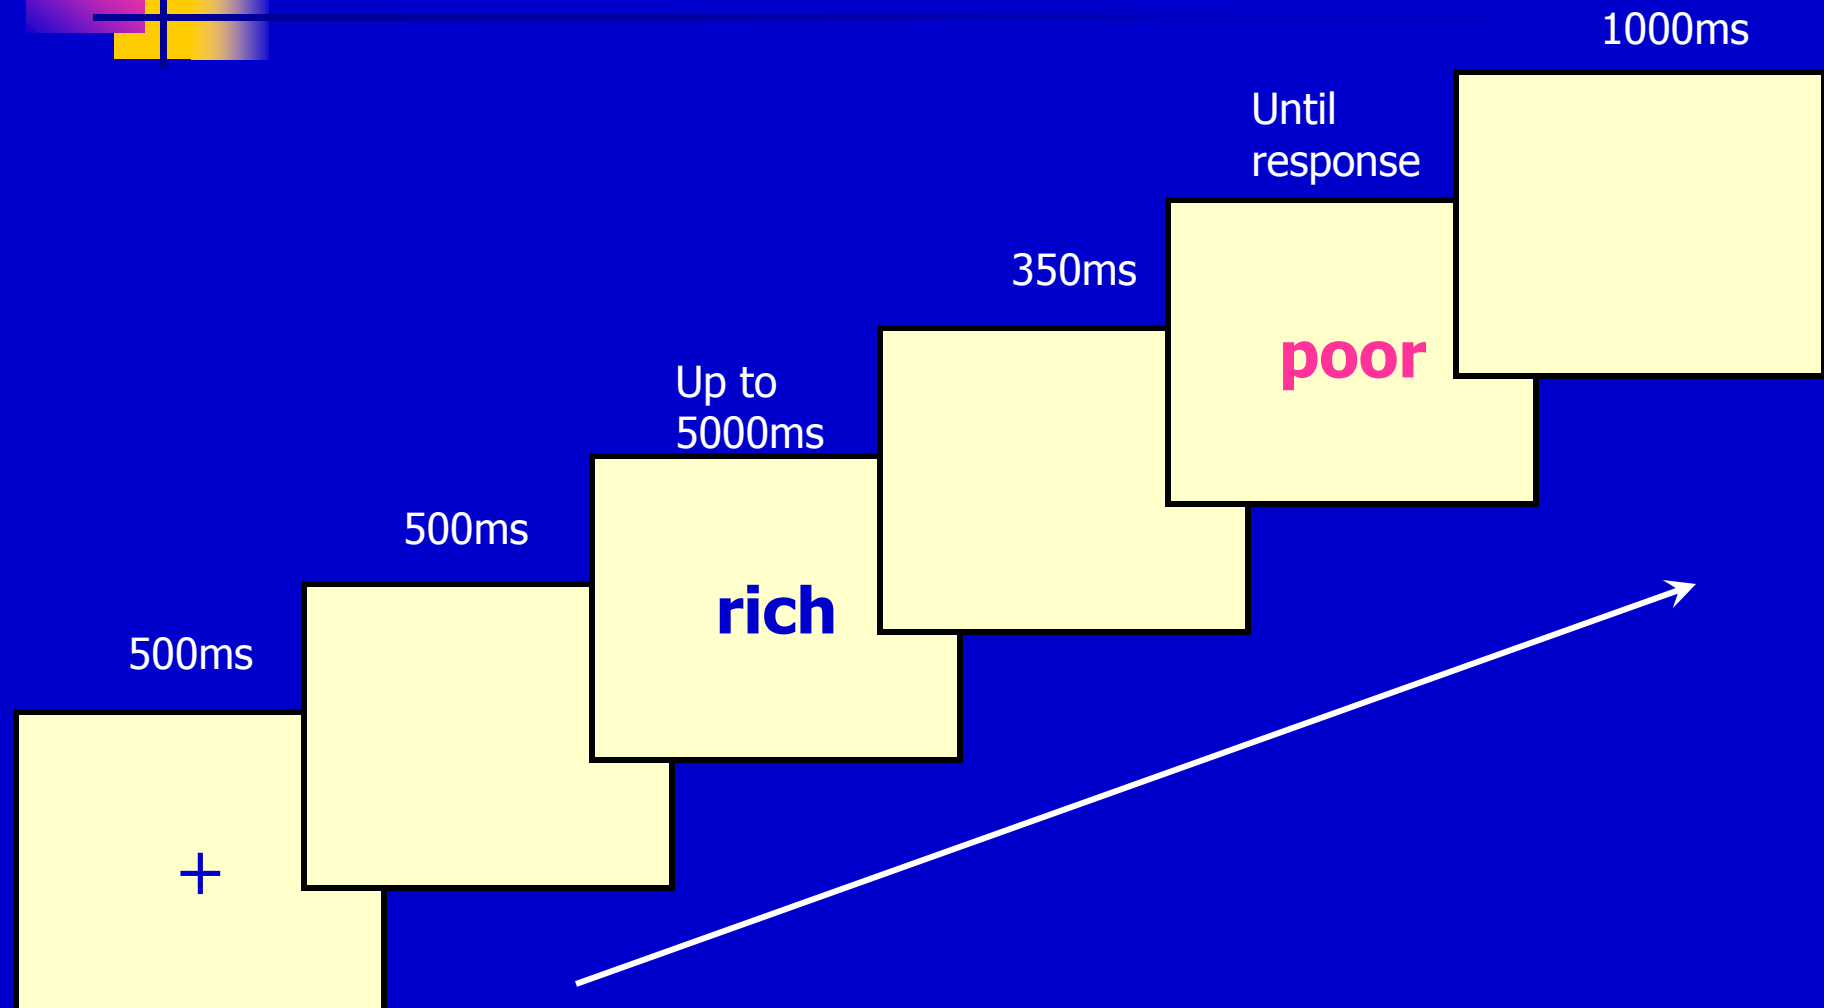 1000ms
Until
response
350ms
poor
Up to
5000ms
500ms
rich
500ms
+